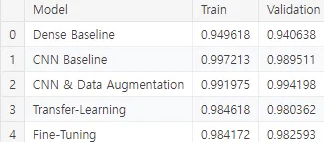 Model Train Validation
0 Dense Baseline 0.949618 0.940638
1 CNN Baseline 0.997213 0.989511
2 CNN & Data Augmentation 0.991975 0.994198
3 Transfer-Learning 0.984618 0.980362
4 Fine-Tuning 0.984172 0.982593